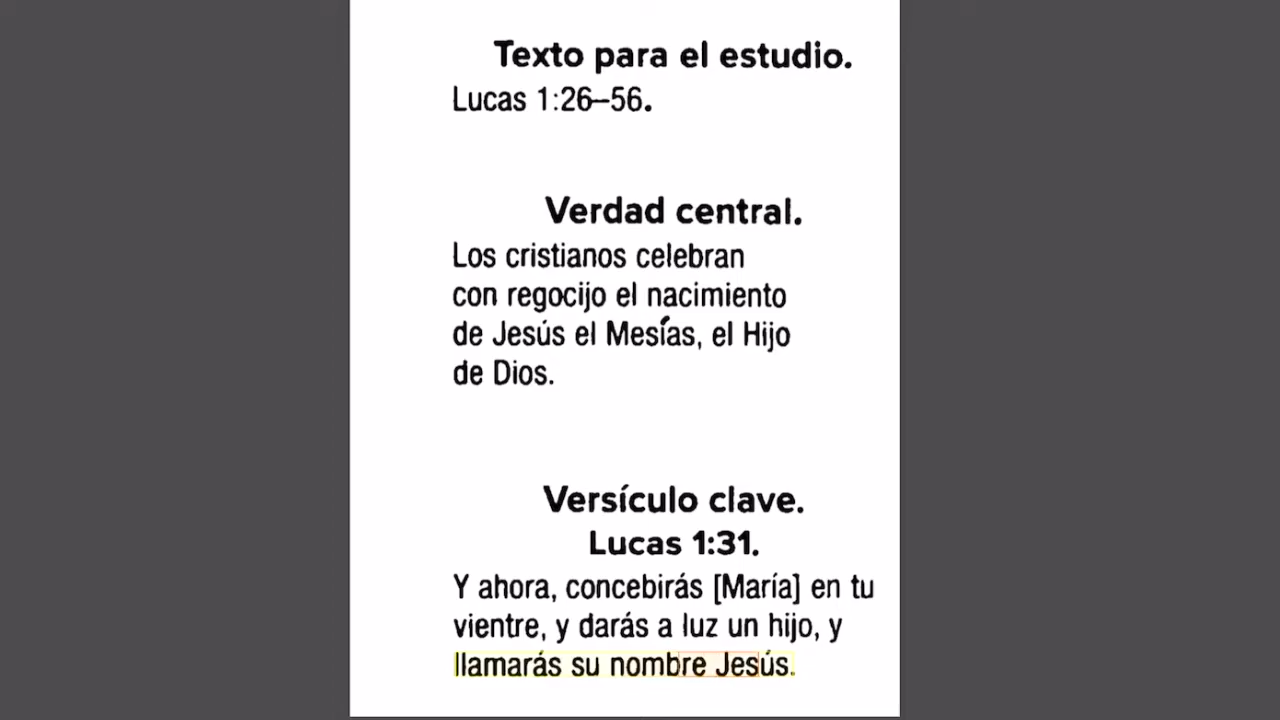 Texto para el estudio.
Lucas 1:26–56.
Verdad central.
Los cristianos celebran
con regocijo el nacimiento
de Jesús el Mesías, el Hijo
de Dios.
Versículo clave.
Lucas 1:31.
Y ahora, concebirás [María] en tu
vientre, y darás a luz un hijo, y
llamarás su nombre Jesús.